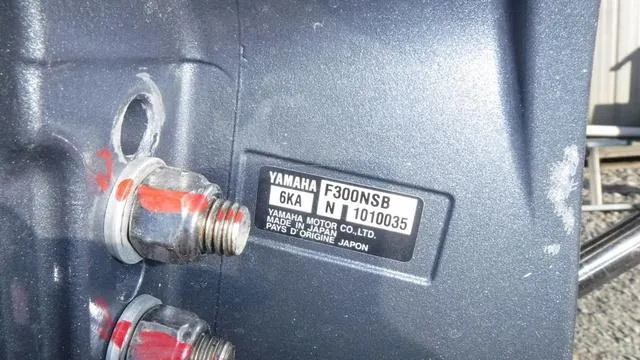 YAMAHA F300NSB
6KA N 1010035
YAMAHA MOTOR CO.,LTD.
MADE IN JAPAN
PAYS D'ORIGINE JAPON